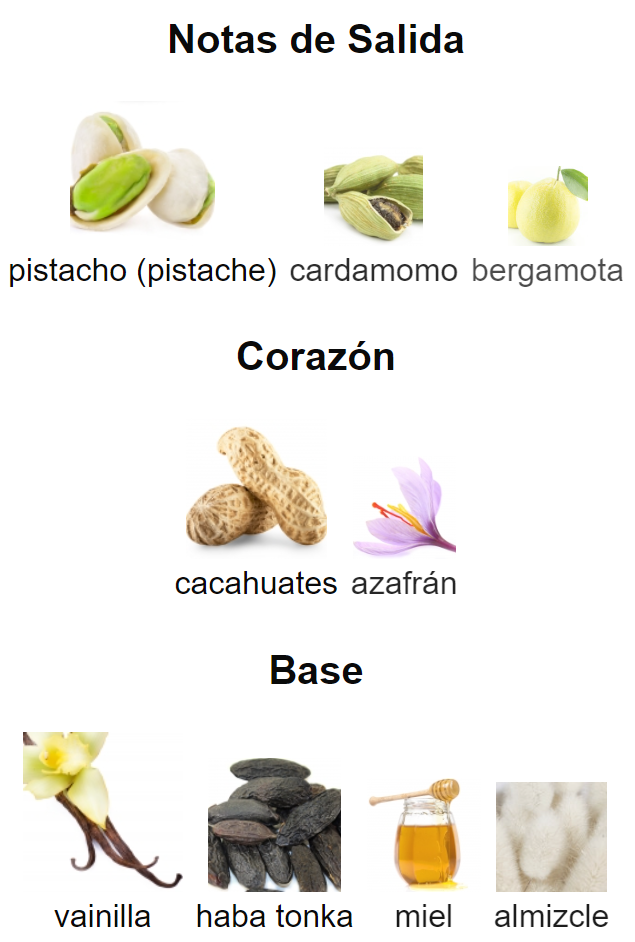 Notas de Salida
pistacho (pistache) cardamomo bergamota
Corazón
cacahuates azafrán
Base
vainilla haba tonka miel almizcle